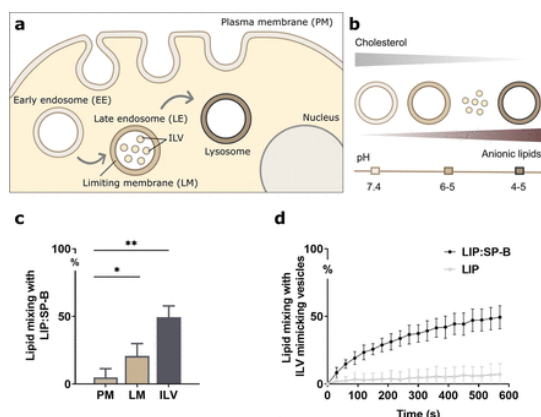 a
Plasma membrane (PM)
Early endosome (EE)
Late endosome (LE)
ILV
Lysosome
Nucleus
Limiting membrane (LM)
b
Cholesterol
Anionic lipids
pH
7.4
6-5
4-5
c
**
*
100
%
50
0
Lipid mixing with
LIP:SP-B
PM LM ILV
d
LIP:SP-B
LIP
100
%
50
0
Lipid mixing with
ILV mimicking vesicles
0 100 200 300 400 500 600
Time (s)